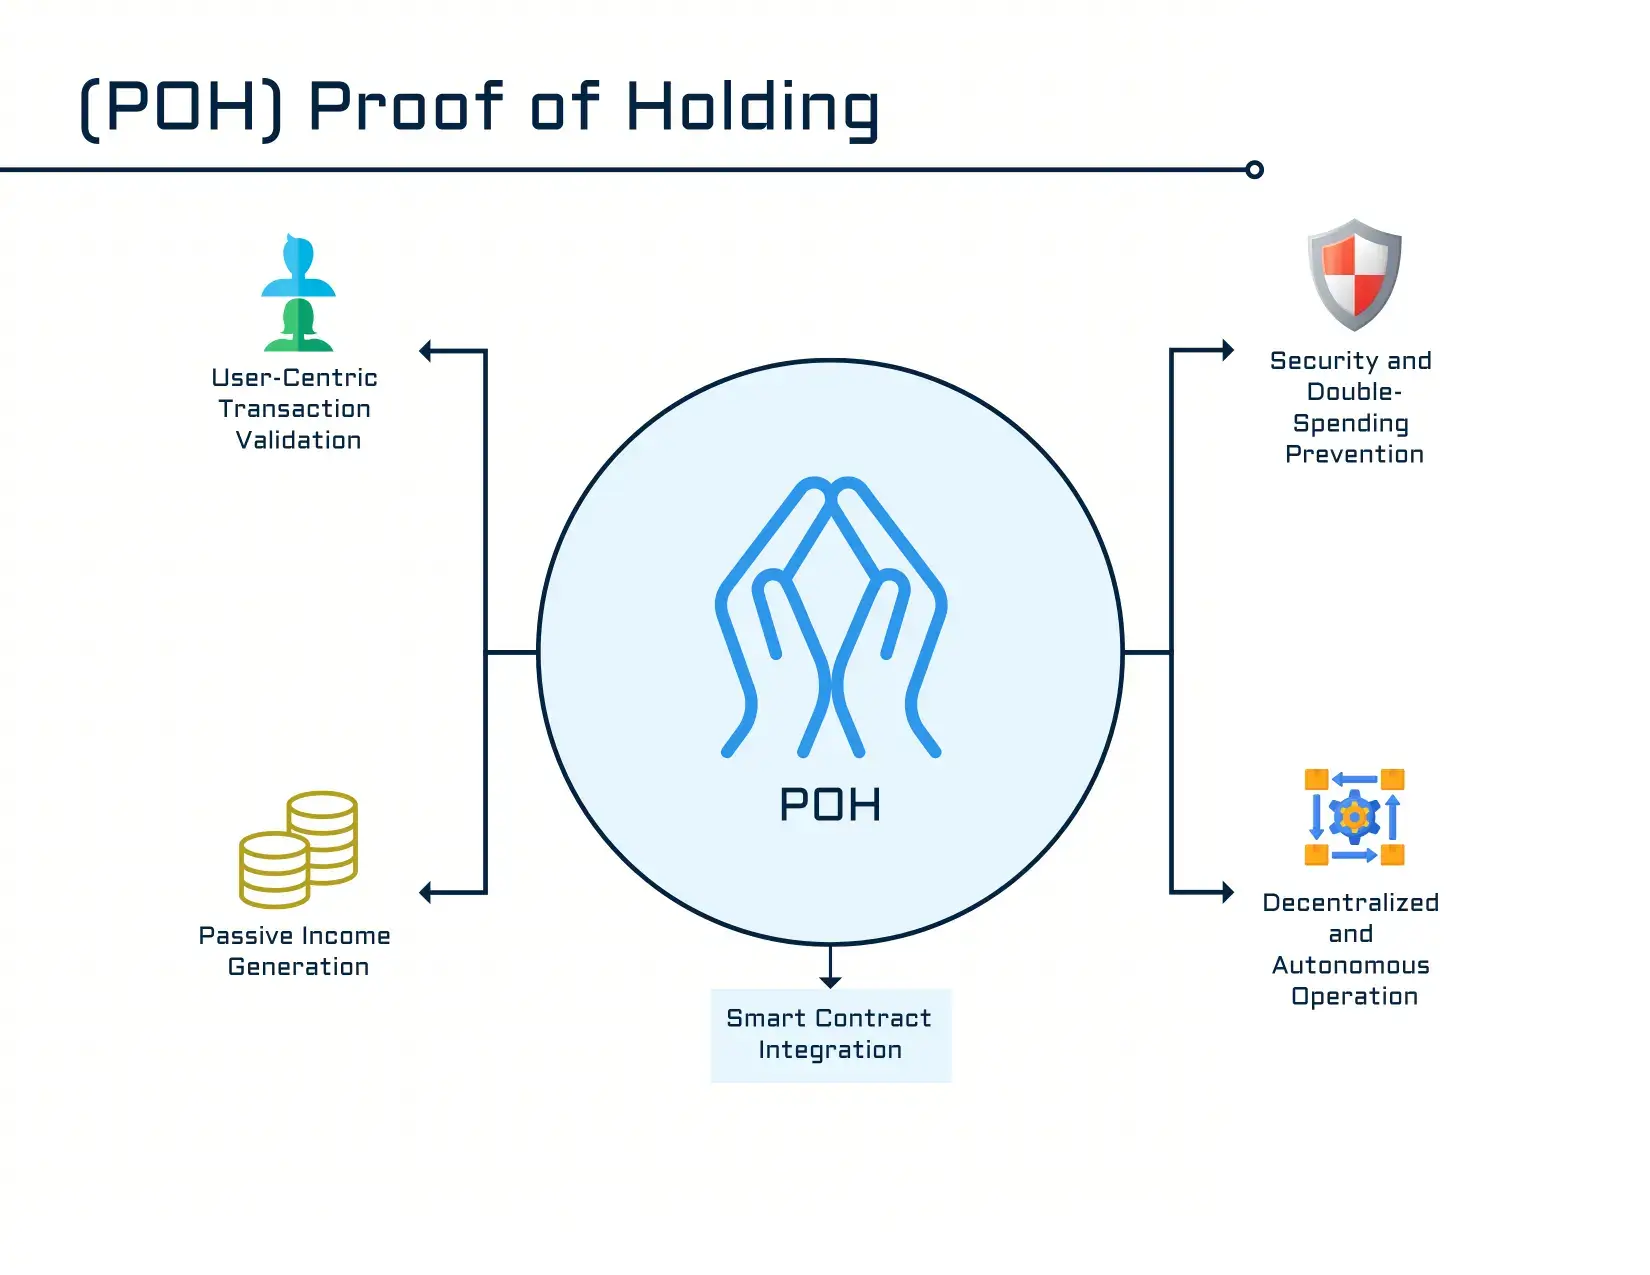 (POH) Proof of Holding
User-Centric
Transaction
Validation
Security and
Double-
Spending
Prevention
POH
Passive Income
Generation
Decentralized
and
Autonomous
Operation
Smart Contract
Integration